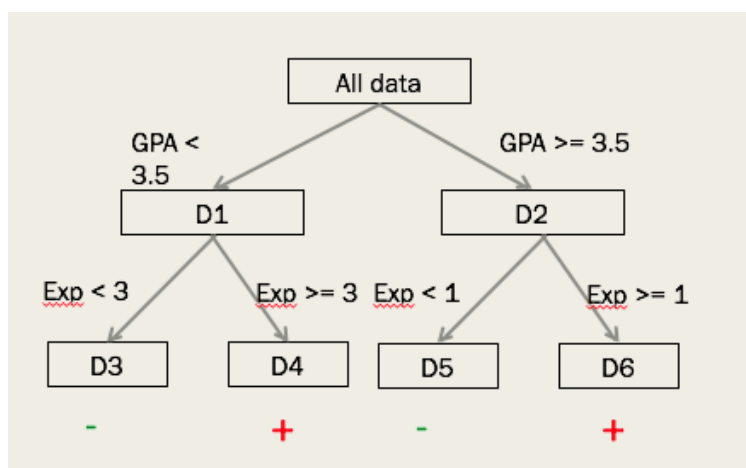 All data
GPA <
3.5
GPA >= 3.5
D1
D2
Exp < 3
Exp >= 3
Exp < 1
Exp >= 1
D3
D4
D5
D6
-
+
-
+